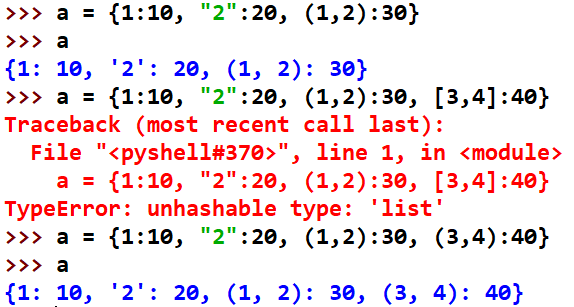 >>> a = {1:10, "2":20, (1,2):30}
>>> a
{1: 10, '2': 20, (1, 2): 30}
>>> a = {1:10, "2":20, (1,2):30, [3,4]:40}
Traceback (most recent call last):
  File "<pyshell#370>", line 1, in <module>
    a = {1:10, "2":20, (1,2):30, [3,4]:40}
TypeError: unhashable type: 'list'
>>> a = {1:10, "2":20, (1,2):30, (3,4):40}
>>> a
{1: 10, '2': 20, (1, 2): 30, (3, 4): 40}